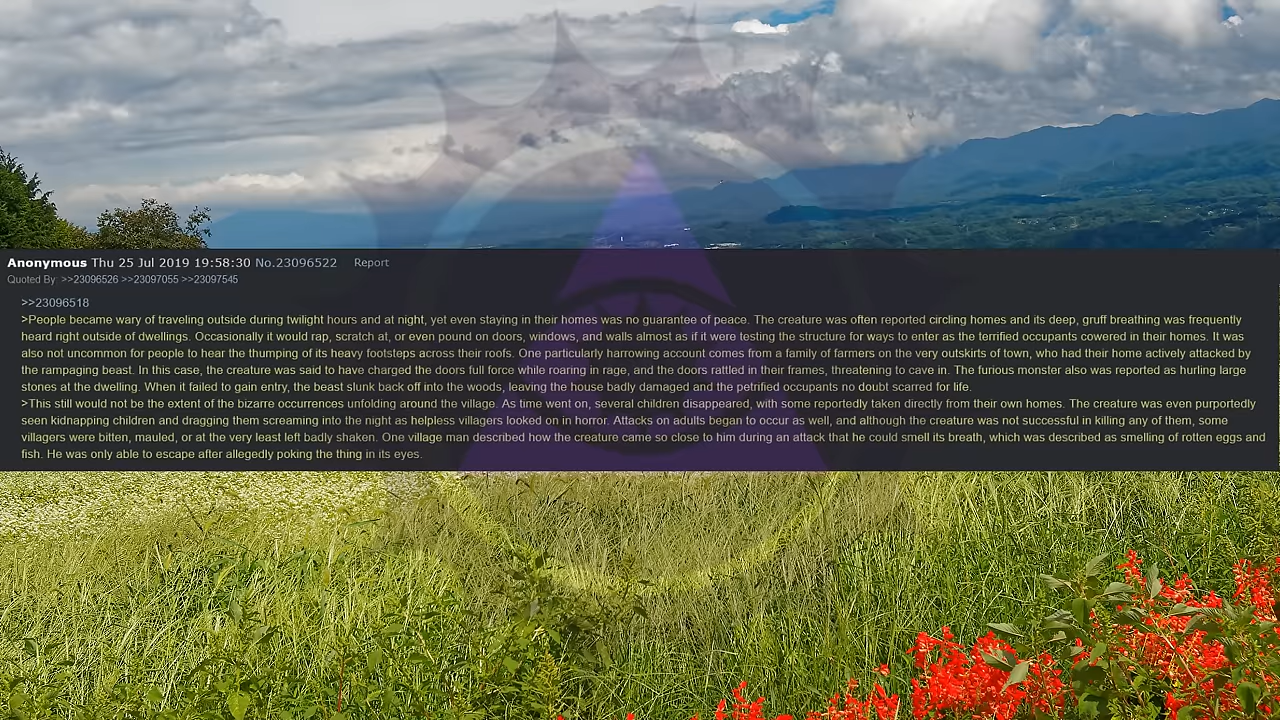 Anonymous Thu 25 Jul 2019 19:58:30 No.23096522 Report
Quoted By: >>23096526 >>23097055 >>23097545
>>23096518
>People became wary of traveling outside during twilight hours and at night, yet even staying in their homes was no guarantee of peace. The creature was often reported circling homes and its deep, gruff breathing was frequently
heard right outside of dwellings. Occasionally it would rap, scratch at, or even pound on doors, windows, and walls almost as if it were testing the structure for ways to enter as the terrified occupants cowered in their homes. It was
also not uncommon for people to hear the thumping of its heavy footsteps across their roofs. One particularly harrowing account comes from a family of farmers on the very outskirts of town, who had their home actively attacked by
the rampaging beast. In this case, the creature was said to have charged the doors full force while roaring in rage, and the doors rattled in their frames, threatening to cave in. The furious monster also was reported as hurling large
stones at the dwelling. When it failed to gain entry, the beast slunk back off into the woods, leaving the house badly damaged and the petrified occupants no doubt scarred for life.
>This still would not be the extent of the bizarre occurrences unfolding around the village. As time went on, several children disappeared, with some reportedly taken directly from their own homes. The creature was even purportedly
seen kidnapping children and dragging them screaming into the night as helpless villagers looked on in horror. Attacks on adults began to occur as well, and although the creature was not successful in killing any of them, some
villagers were bitten, mauled, or at the very least left badly shaken. One village man described how the creature came so close to him during an attack that he could smell its breath, which was described as smelling of rotten eggs and
fish. He was only able to escape after allegedly poking the thing in its eyes.